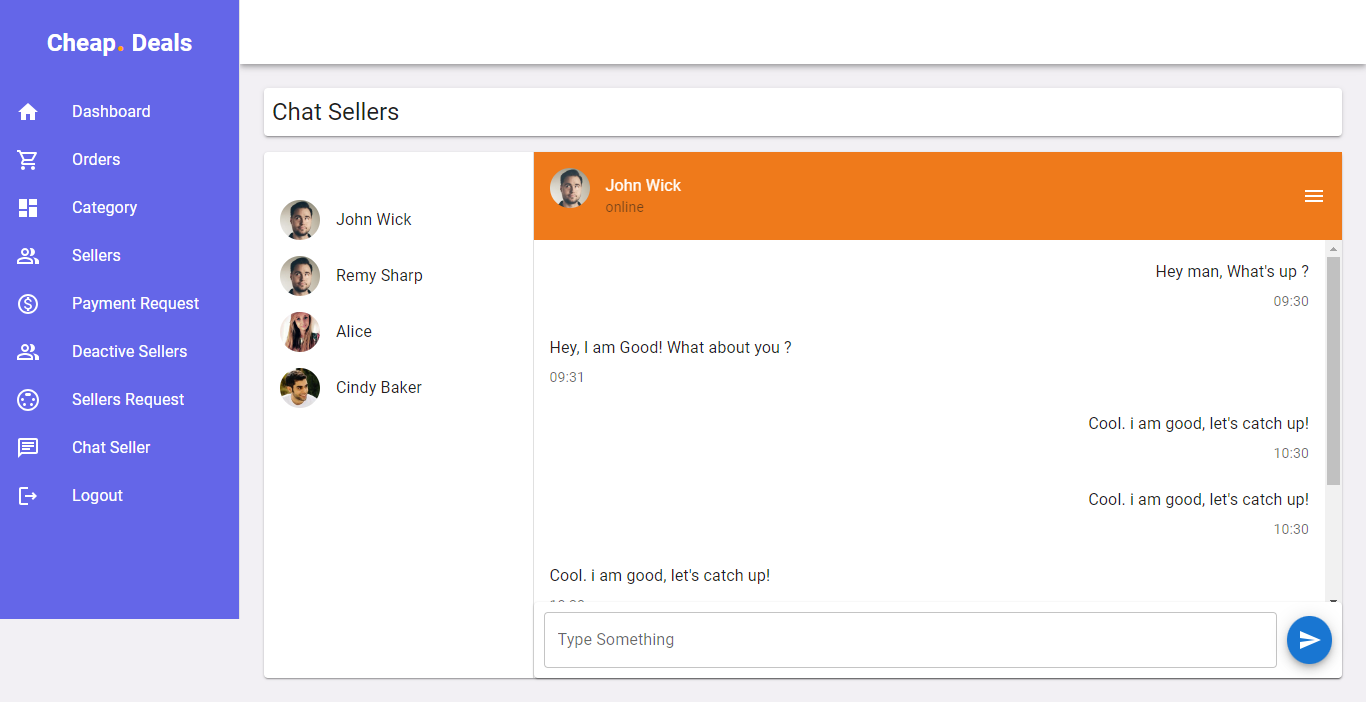 Cheap. Deals
Dashboard
Orders
Category
Sellers
Payment Request
Deactive Sellers
Sellers Request
Chat Seller
Logout
Chat Sellers
John Wick
Remy Sharp
Alice
Cindy Baker
John Wick
online
Hey man, What's up ?
09:30
Hey, I am Good! What about you ?
09:31
Cool. i am good, let's catch up!
10:30
Cool. i am good, let's catch up!
10:30
Cool. i am good, let's catch up!
Type Something